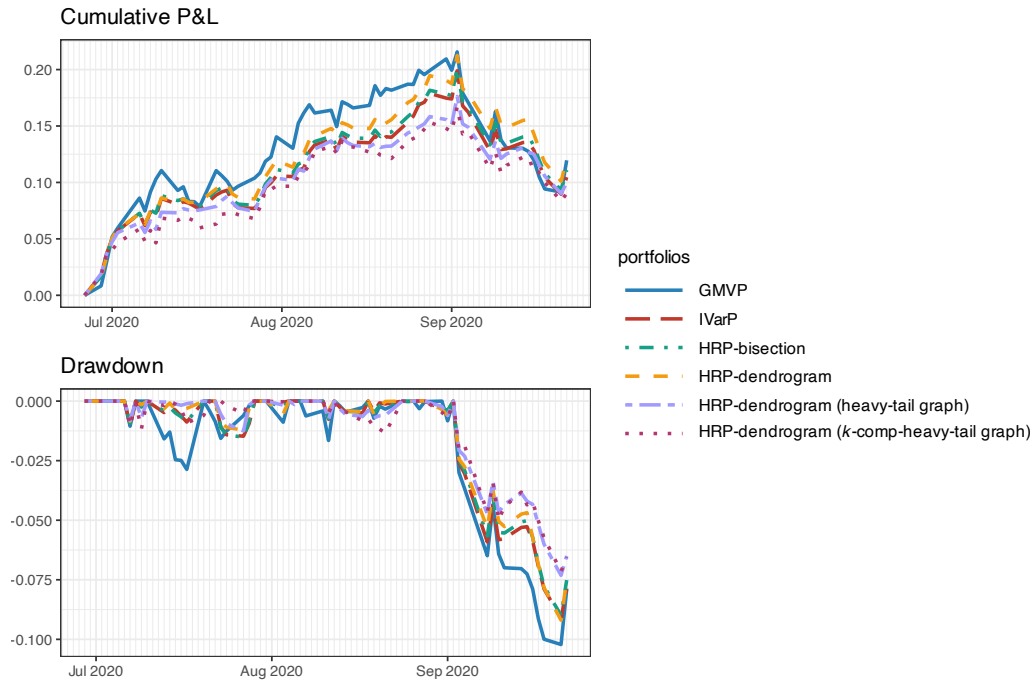 Cumulative P&L
0.20
0.15
0.10
0.05
0.00
Jul 2020 Aug 2020 Sep 2020
portfolios
GMVP
IVarP
HRP-bisection
HRP-dendrogram
HRP-dendrogram (heavy-tail graph)
HRP-dendrogram (k-comp-heavy-tail graph)
Drawdown
0.000
-0.025
-0.050
-0.075
-0.100
Jul 2020 Aug 2020 Sep 2020